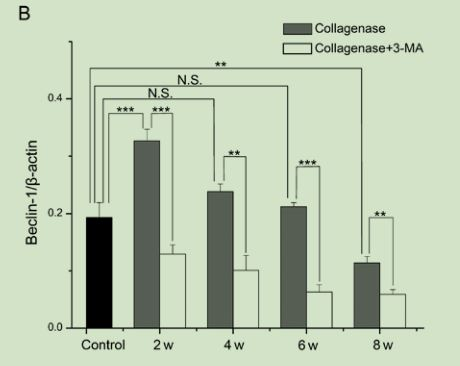 B
Collagenase
Collagenase+3-MA
**
N.S.
N.S.
*** ***
** *** **
0.4
0.2
0.0
Beclin-1/β-actin
Control 2 w 4 w 6 w 8 w